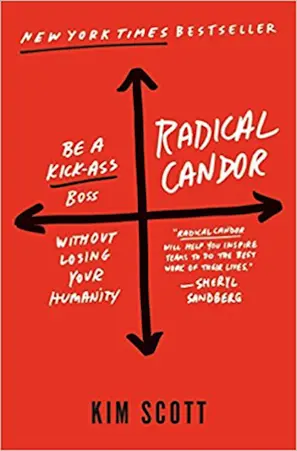 NEW YORK TIMES BESTSELLER
RADICAL
CANDOR
BE A
KICK-ASS
BOSS
WITHOUT
LOSING
YOUR
HUMANITY
"RADICAL CANDOR
WILL HELP YOU INSPIRE
TEAMS TO DO THE BEST
WORK OF THEIR LIVES."
—SHERYL
SANDBERG
KIM SCOTT